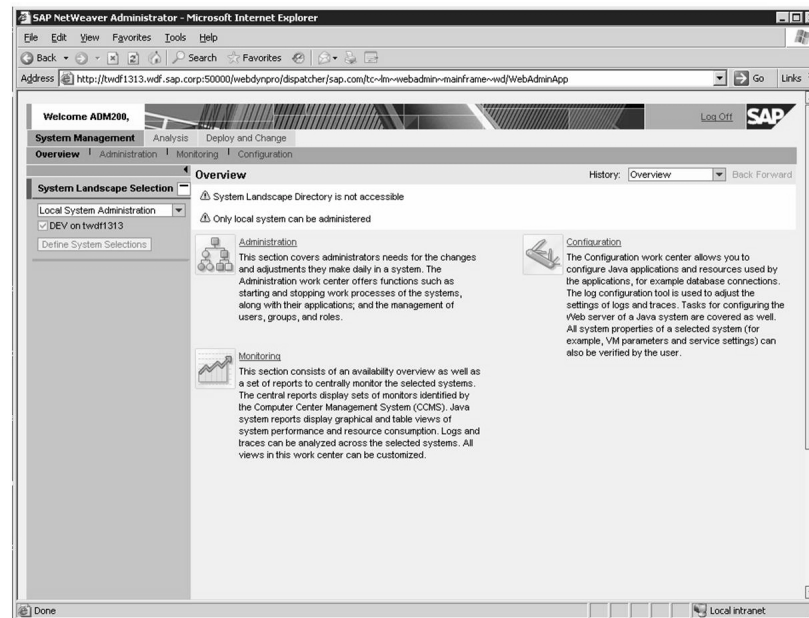 SAP NetWeaver Administrator - Microsoft Internet Explorer
File Edit View Favorites Tools Help
Back Search Favorites
Address http://twdf1313.wdf.sap.corp:50000/webdynpro/dispatcher/sap.com/tc~lm~webadmin~mainframe~wd/WebAdminApp Go Links
Welcome ADM200, Log Off SAP
System Management Analysis Deploy and Change
Overview Administration Monitoring Configuration
System Landscape Selection
Local System Administration
DEV on twdf1313
Define System Selections
Overview History: Overview Back Forward
System Landscape Directory is not accessible
Only local system can be administered
Administration
This section covers administrators needs for the changes
and adjustments they make daily in a system. The
Administration work center offers functions such as
starting and stopping work processes of the systems,
along with their applications; and the management of
users, groups, and roles.
Configuration
The Configuration work center allows you to
configure Java applications and resources used by
the applications, for example database connections.
The log configuration tool is used to adjust the
settings of logs and traces. Tasks for configuring the
Web server of a Java system are covered as well.
All system properties of a selected system (for
example, VM parameters and service settings) can
also be verified by the user.
Monitoring
This section consists of an availability overview as well as
a set of reports to centrally monitor the selected systems.
The central reports display sets of monitors identified by
the Computer Center Management System (CCMS). Java
system reports display graphical and table views of
system performance and resource consumption. Logs and
traces can be analyzed across the selected systems. All
views in this work center can be customized.
Done Local intranet